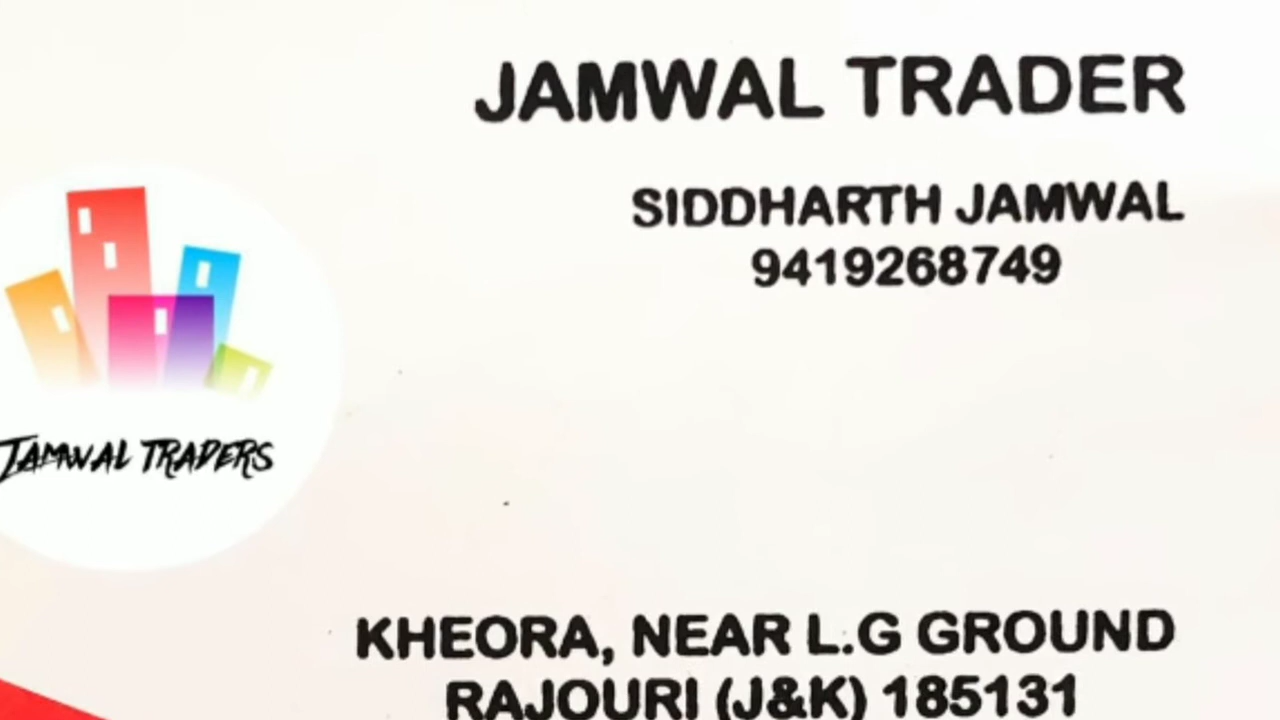 JAMWAL TRADER
SIDDHARTH JAMWAL
9419268749
JAMWAL TRADERS
KHEORA, NEAR L.G GROUND
RAJOURI (J&K) 185131